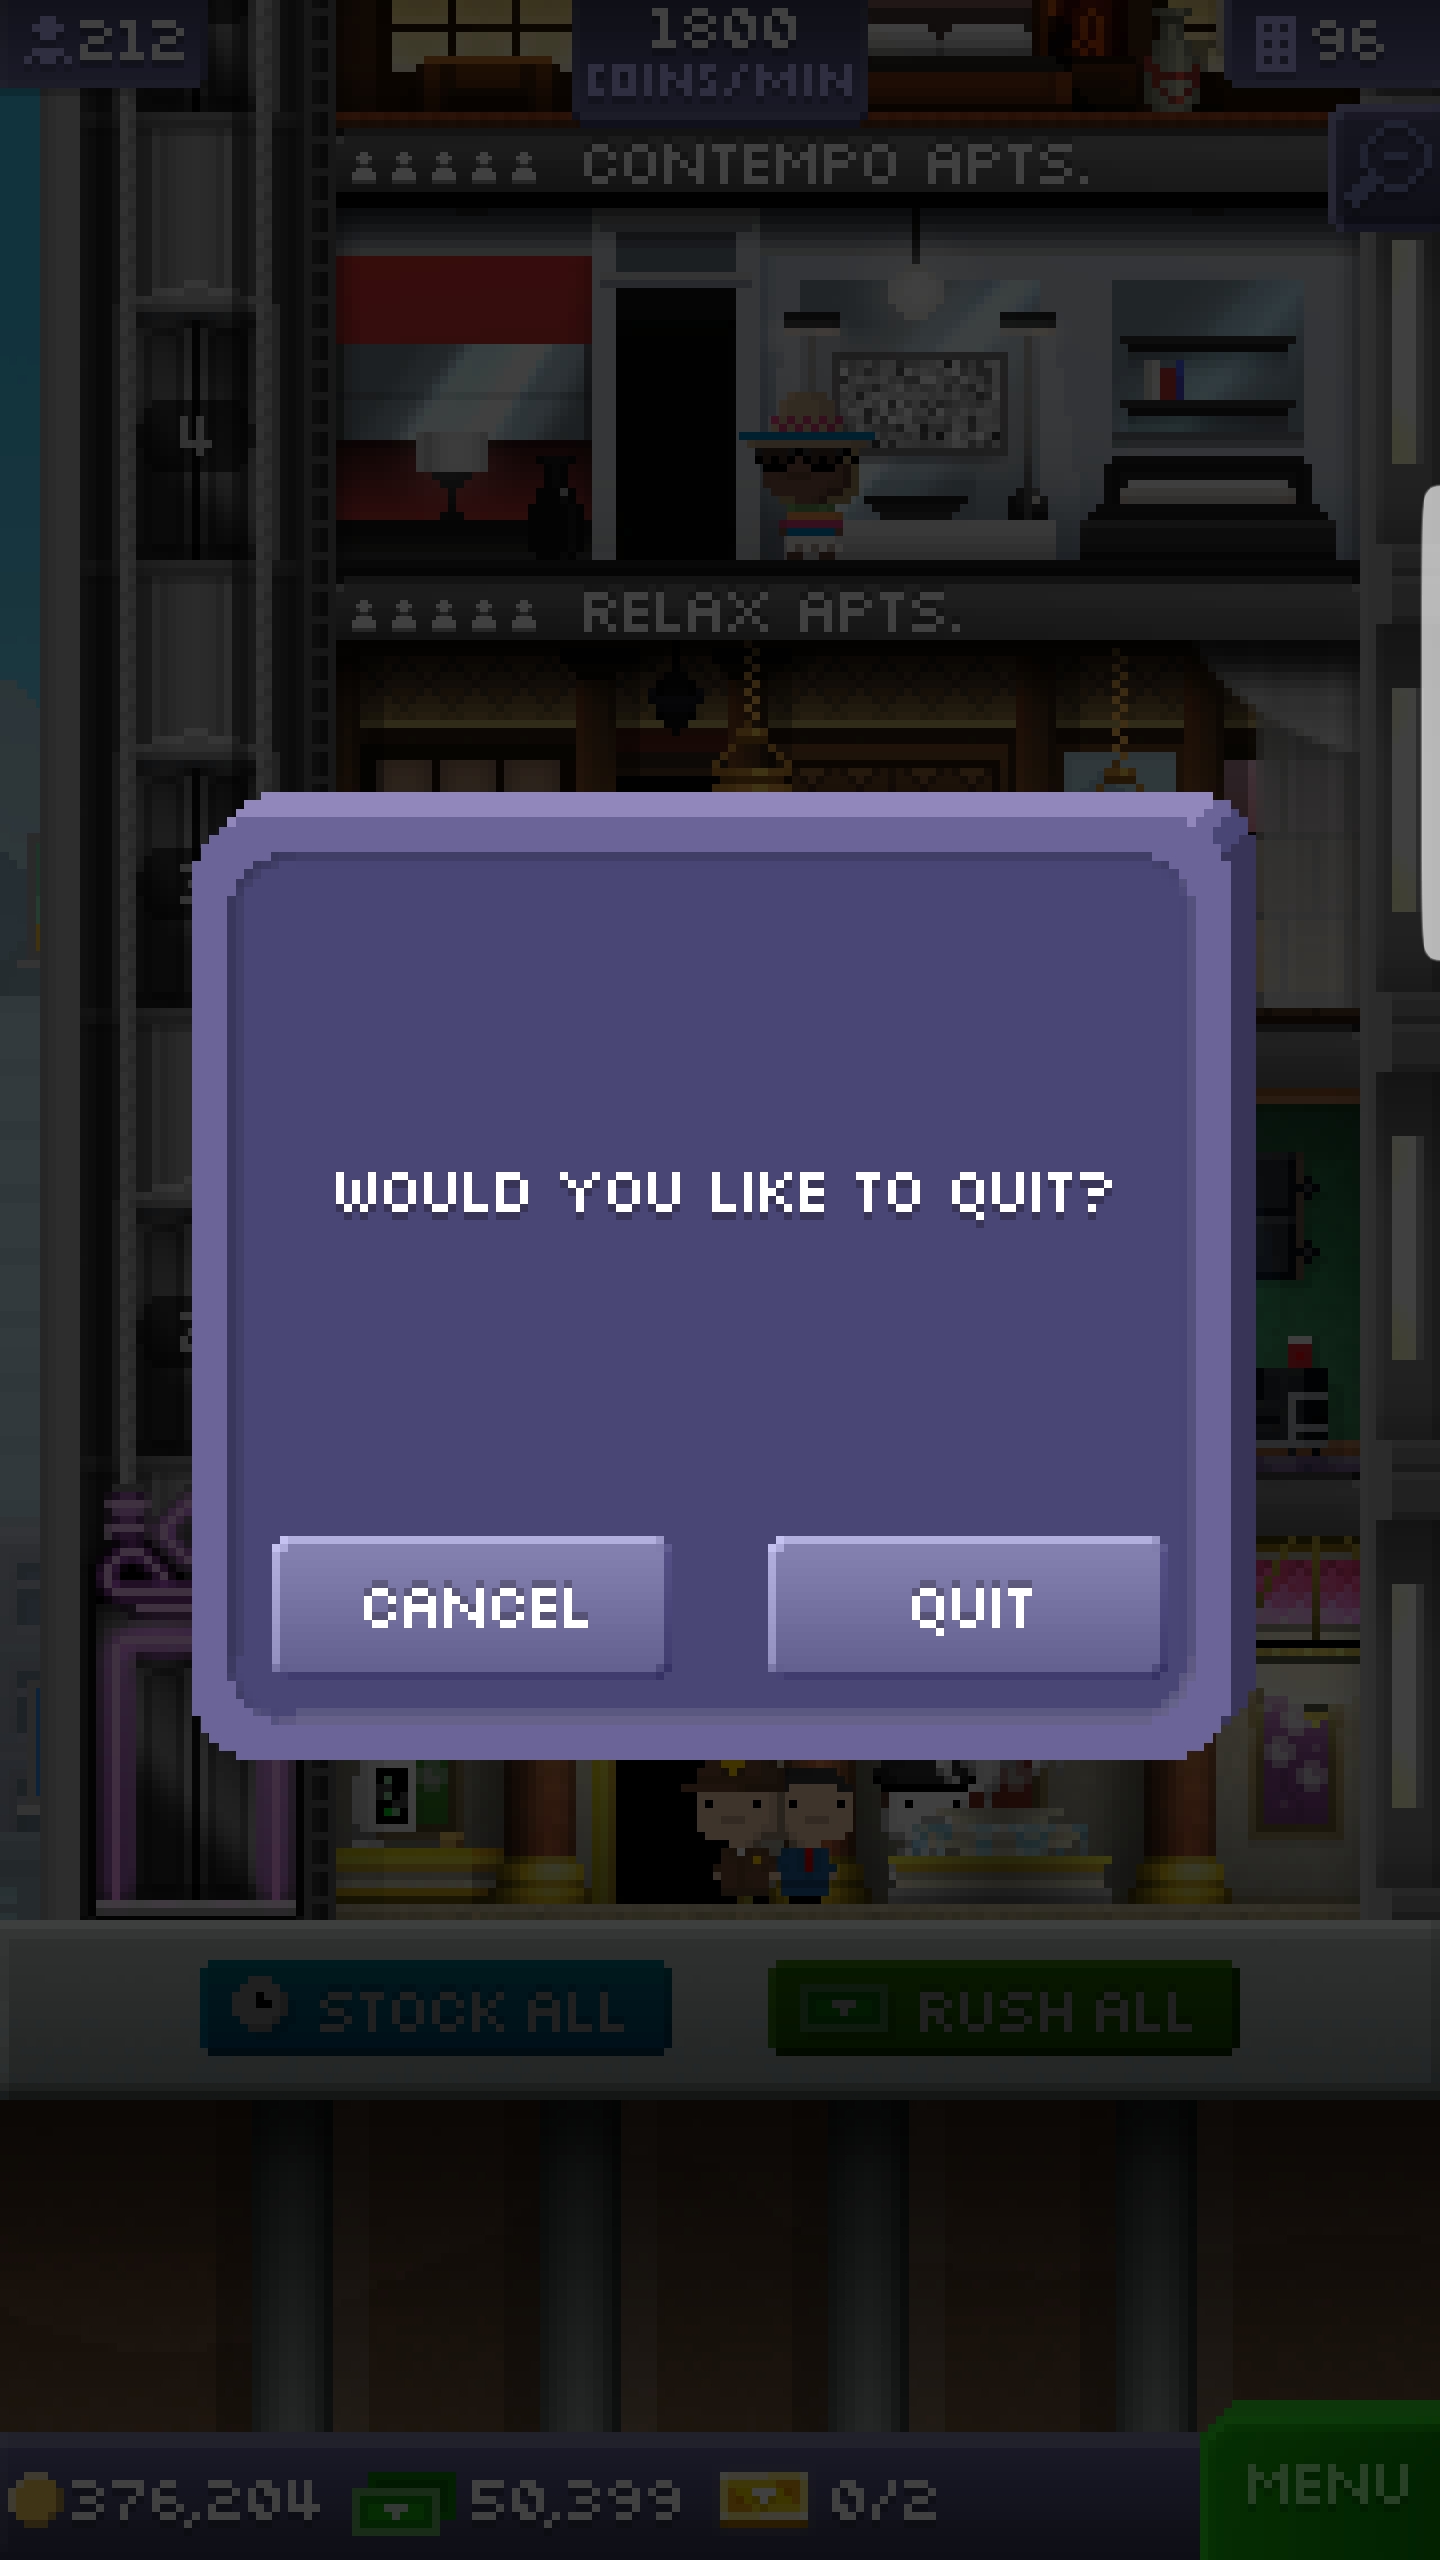 212
1800
COINS/MIN
96
CONTEMPO APTS.
4
RELAX APTS.
WOULD YOU LIKE TO QUIT?
CANCEL
QUIT
STOCK ALL
RUSH ALL
376,204
50,399
0/2
MENU